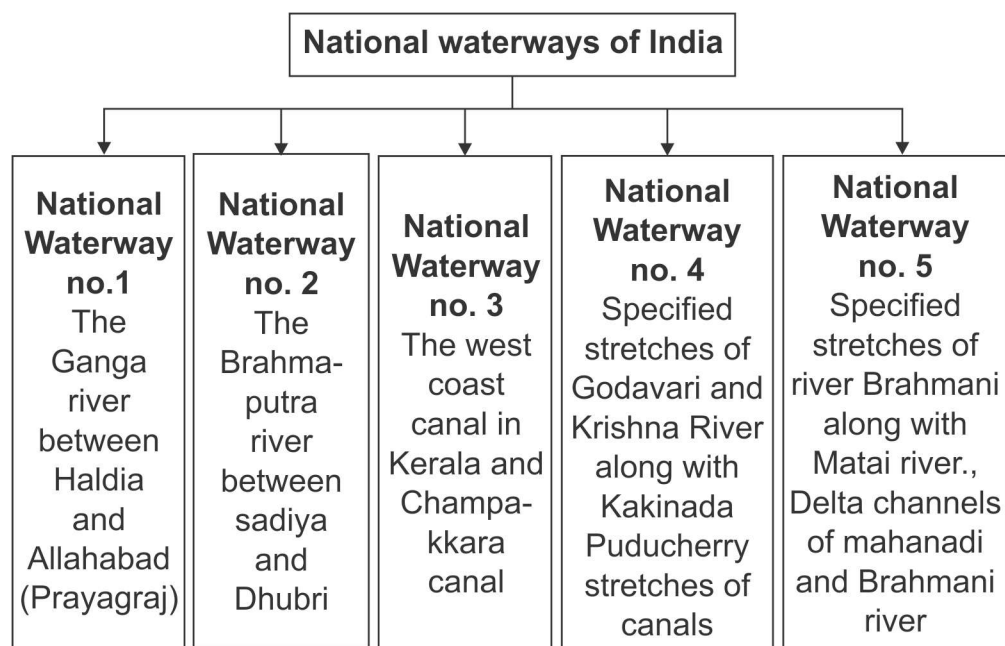 National waterways of India
National
Waterway
no.1
The
Ganga
river
between
Haldia
and
Allahabad
(Prayagraj)
National
Waterway
no. 2
The
Brahma-
putra
river
between
sadiya
and
Dhubri
National
Waterway
no. 3
The west
coast
canal in
Kerala and
Champa-
kkara
canal
National
Waterway
no. 4
Specified
stretches of
Godavari and
Krishna River
along with
Kakinada
Puducherry
stretches of
canals
National
Waterway
no. 5
Specified
stretches of
river Brahmani
along with
Matai river.,
Delta channels
of mahanadi
and Brahmani
river